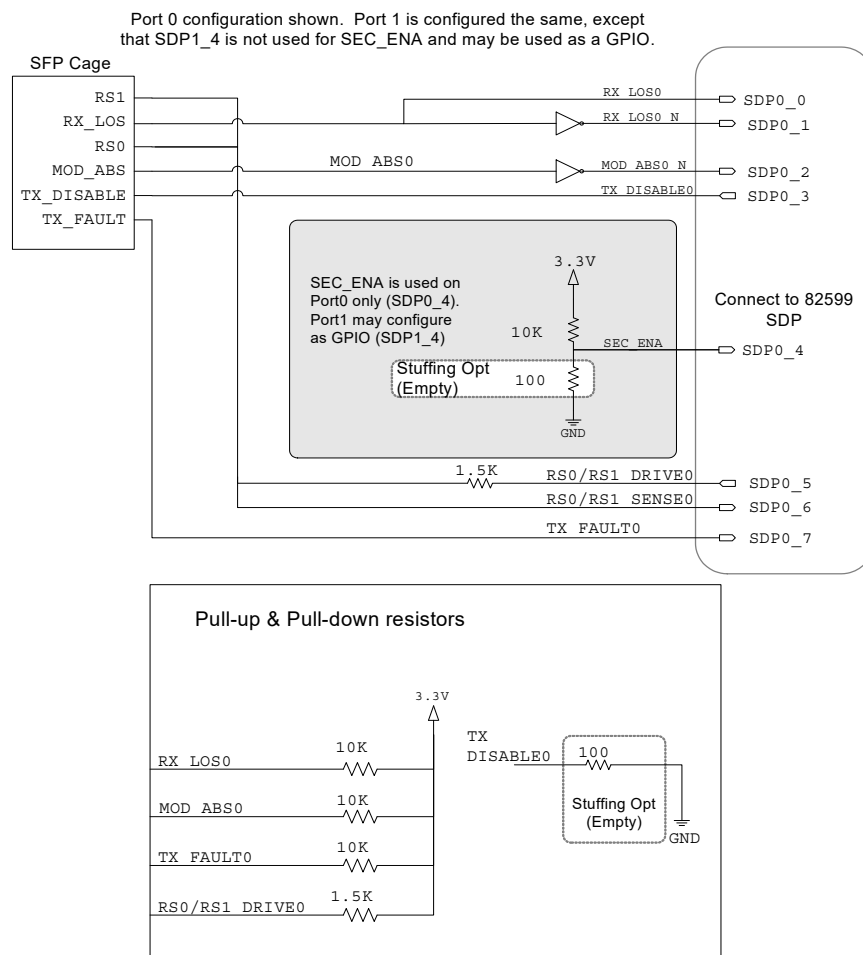 Port 0 configuration shown. Port 1 is configured the same, except
that SDP1_4 is not used for SEC_ENA and may be used as a GPIO.
SFP Cage
RS1
RX_LOS
RS0
MOD_ABS
TX_DISABLE
TX_FAULT
MOD ABS0
RX LOS0
RX LOS0 N
MOD ABS0 N
TX DISABLE0
SDP0_0
SDP0_1
SDP0_2
SDP0_3
SEC_ENA is used on
Port0 only (SDP0_4).
Port1 may configure
as GPIO (SDP1_4)
3.3V
10K
SEC ENA
Stuffing Opt
(Empty)
100
GND
Connect to 82599
SDP
SDP0_4
1.5K
RS0/RS1 DRIVE0
SDP0_5
RS0/RS1 SENSE0
SDP0_6
TX FAULT0
SDP0_7
Pull-up & Pull-down resistors
3.3V
RX LOS0
10K
MOD ABS0
10K
TX FAULT0
10K
RS0/RS1 DRIVE0
1.5K
TX
DISABLE0
100
Stuffing Opt
(Empty)
GND